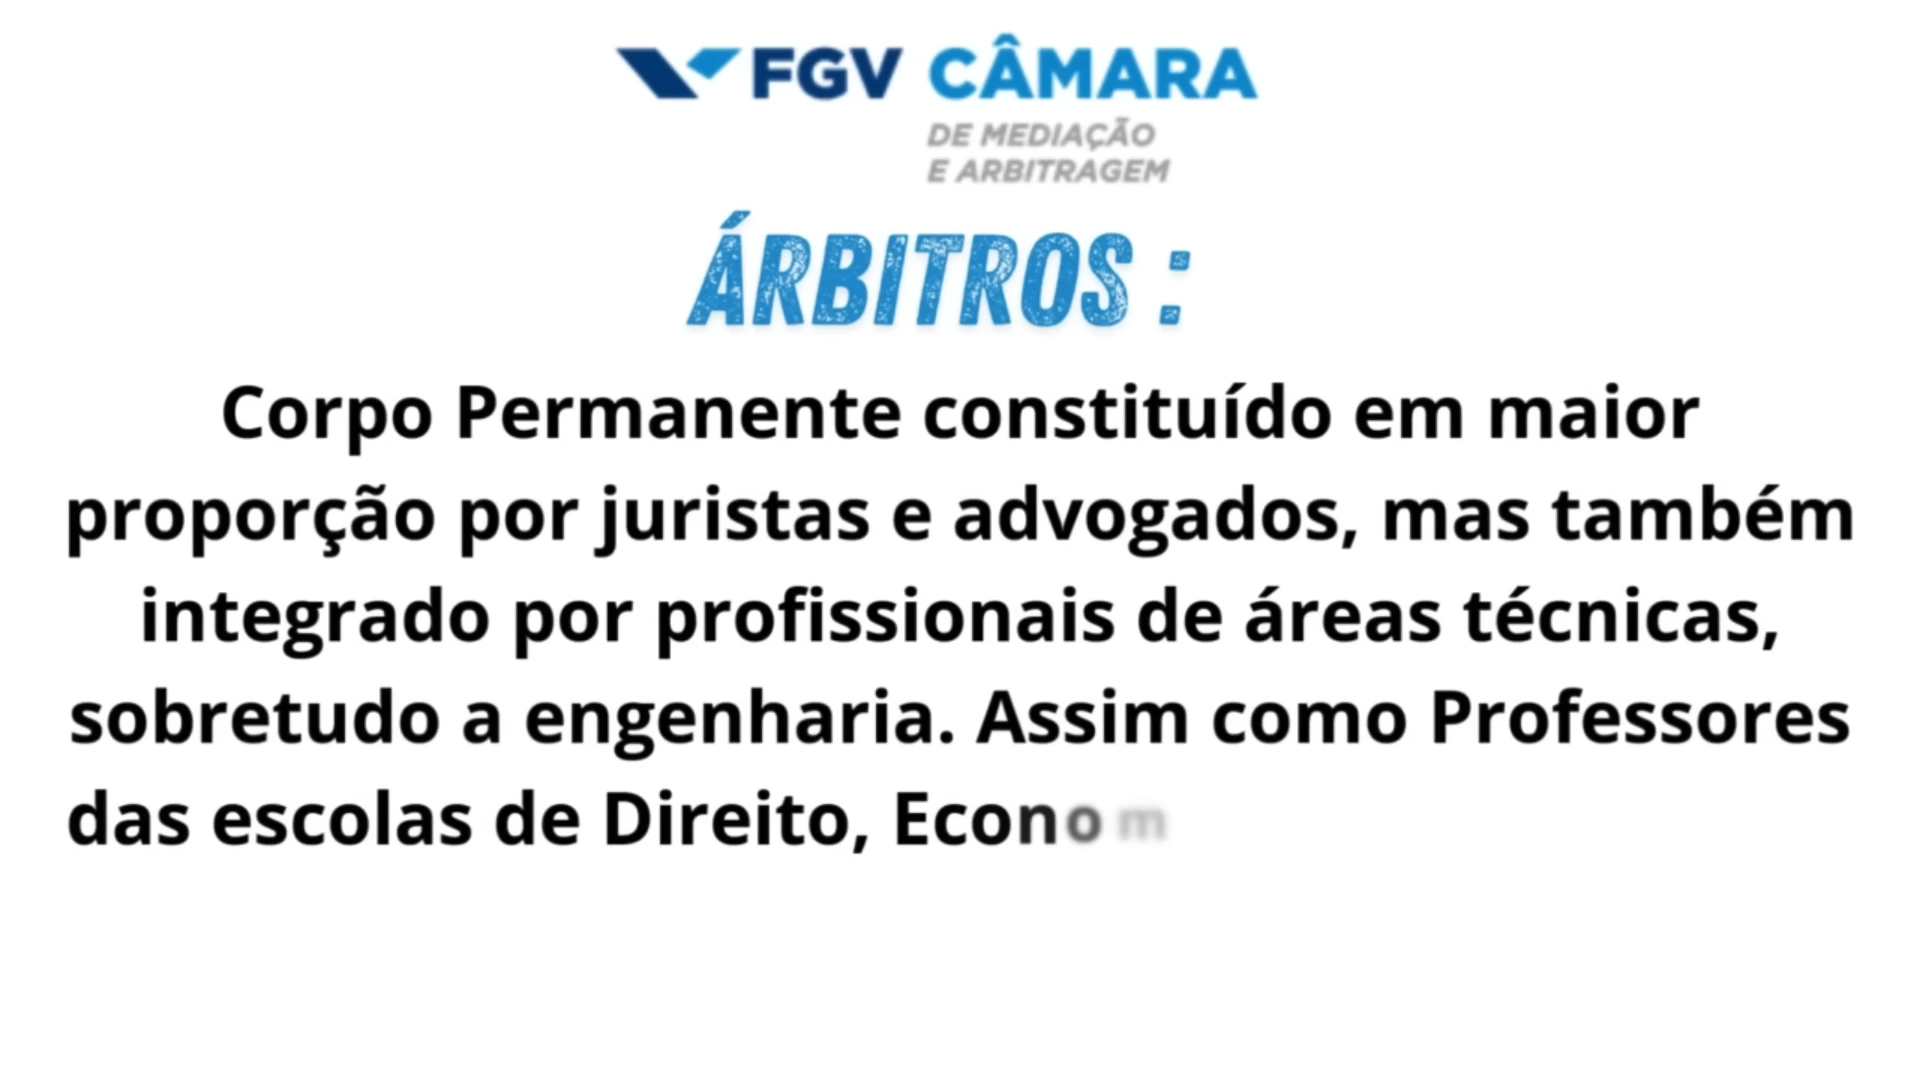 FGV CÂMARA
DE MEDIAÇÃO
E ARBITRAGEM
ÁRBITROS :
Corpo Permanente constituído em maior
proporção por juristas e advogados, mas também
integrado por profissionais de áreas técnicas,
sobretudo a engenharia. Assim como Professores
das escolas de Direito, Econom